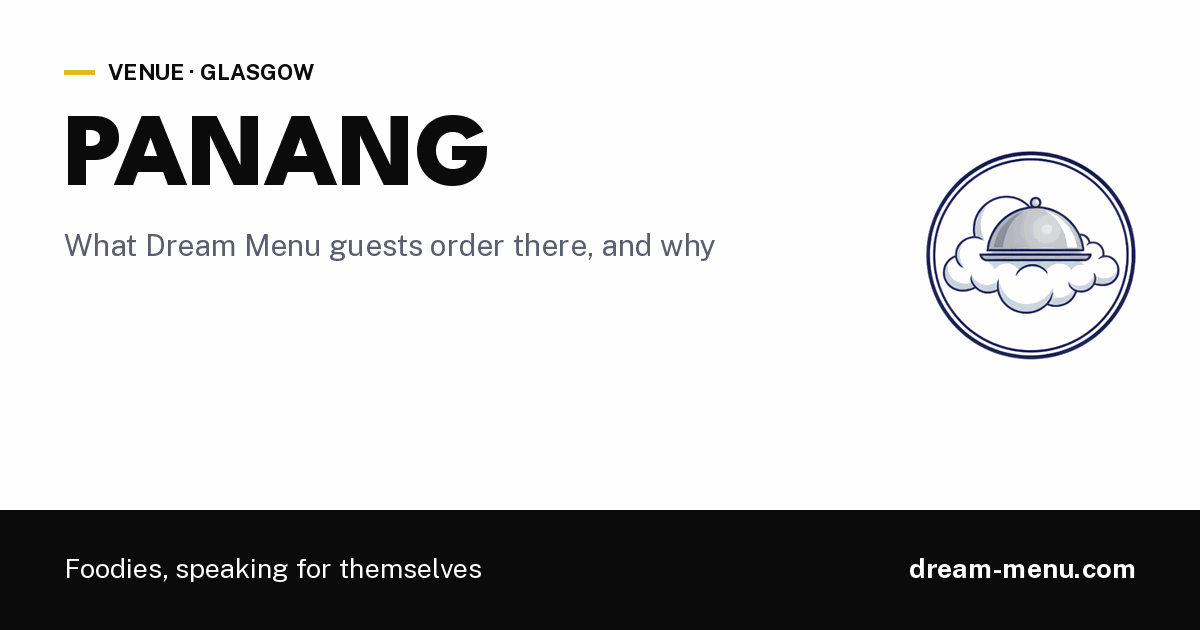 VENUE · GLASGOW
PANANG
What Dream Menu guests order there, and why
Foodies, speaking for themselves
dream-menu.com